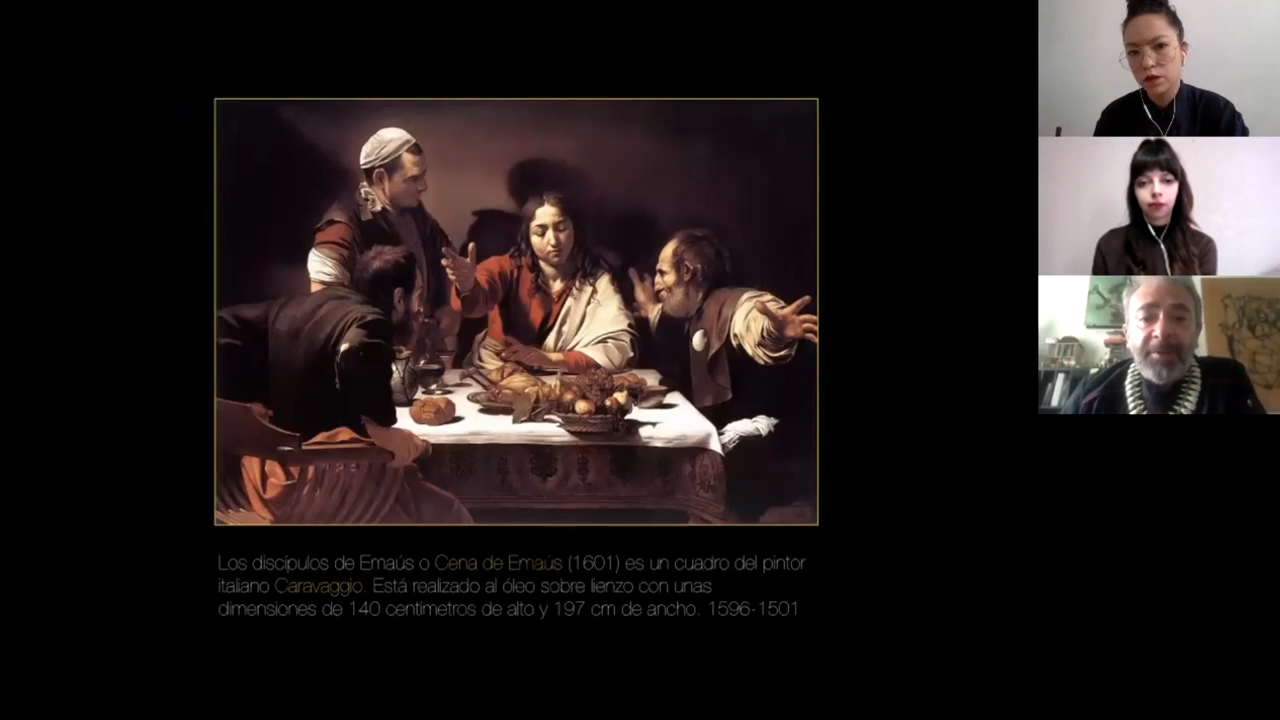 Los discípulos de Emaús o Cena de Emaús (1601) es un cuadro del pintor
italiano Caravaggio. Está realizado al óleo sobre lienzo con unas
dimensiones de 140 centímetros de alto y 197 cm de ancho. 1596-1501